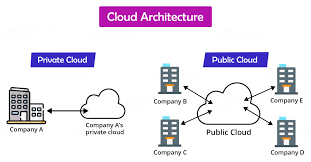 Cloud Architecture
Private Cloud
Public Cloud
Company A
Company A's
private cloud
Company B
Company E
Public Cloud
Company C
Company D